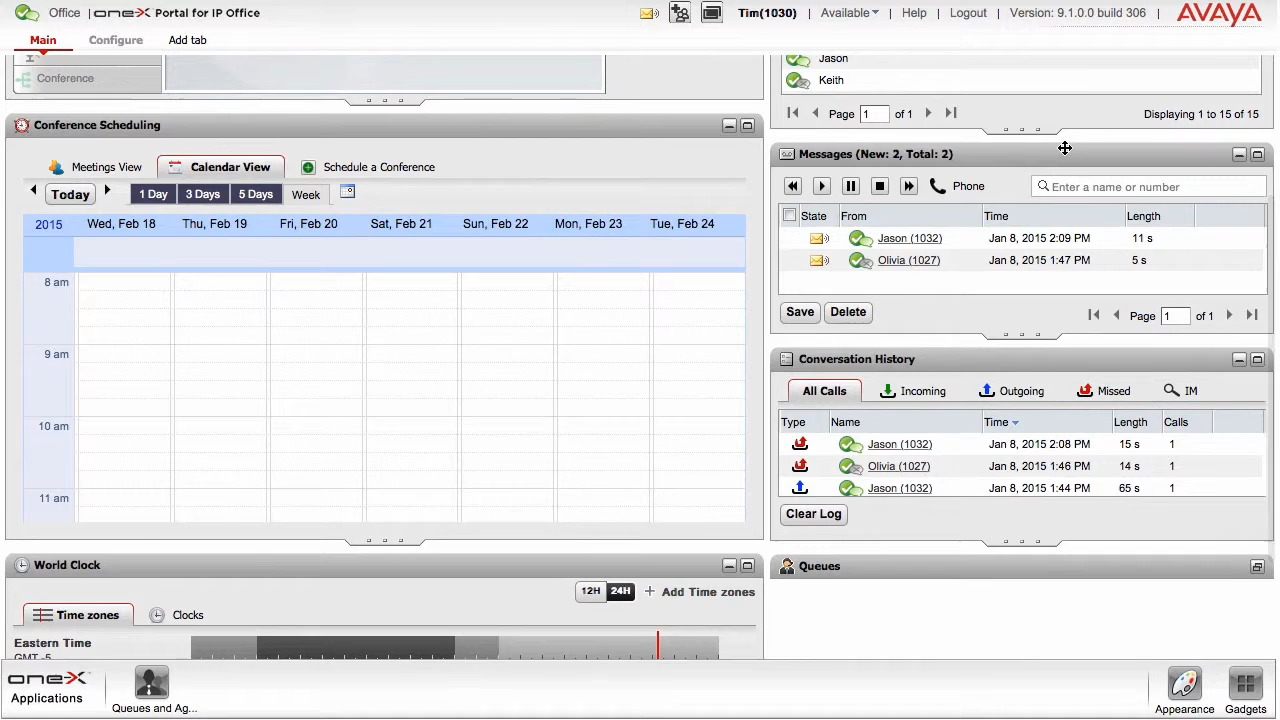 Office one-X Portal for IP Office Tim(1030) Available Help Logout Version: 9.1.0.0 build 306 AVAYA
Main Configure Add tab
Conference
Jason
Keith
Page 1 of 1 Displaying 1 to 15 of 15
Conference Scheduling
Meetings View Calendar View Schedule a Conference
Today 1 Day 3 Days 5 Days Week
2015 Wed, Feb 18 Thu, Feb 19 Fri, Feb 20 Sat, Feb 21 Sun, Feb 22 Mon, Feb 23 Tue, Feb 24
8 am
9 am
10 am
11 am
Messages (New: 2, Total: 2)
Phone Enter a name or number
State From Time Length
Jason (1032) Jan 8, 2015 2:09 PM 11 s
Olivia (1027) Jan 8, 2015 1:47 PM 5 s
Save Delete Page 1 of 1
Conversation History
All Calls Incoming Outgoing Missed IM
Type Name Time Length Calls
Jason (1032) Jan 8, 2015 2:08 PM 15 s 1
Olivia (1027) Jan 8, 2015 1:46 PM 14 s 1
Jason (1032) Jan 8, 2015 1:44 PM 65 s 1
Clear Log
World Clock
12H 24H + Add Time zones
Time zones Clocks
Eastern Time
GMT -5
Queues
one-X
Applications
Queues and Ag...
Appearance
Gadgets